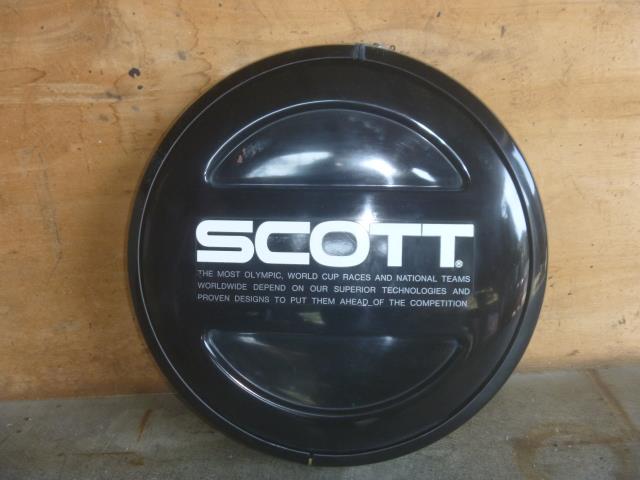 SCOTT®
THE MOST OLYMPIC, WORLD CUP RACES AND NATIONAL TEAMS
WORLDWIDE DEPEND ON OUR SUPERIOR TECHNOLOGIES AND
PROVEN DESIGNS TO PUT THEM AHEAD OF THE COMPETITION